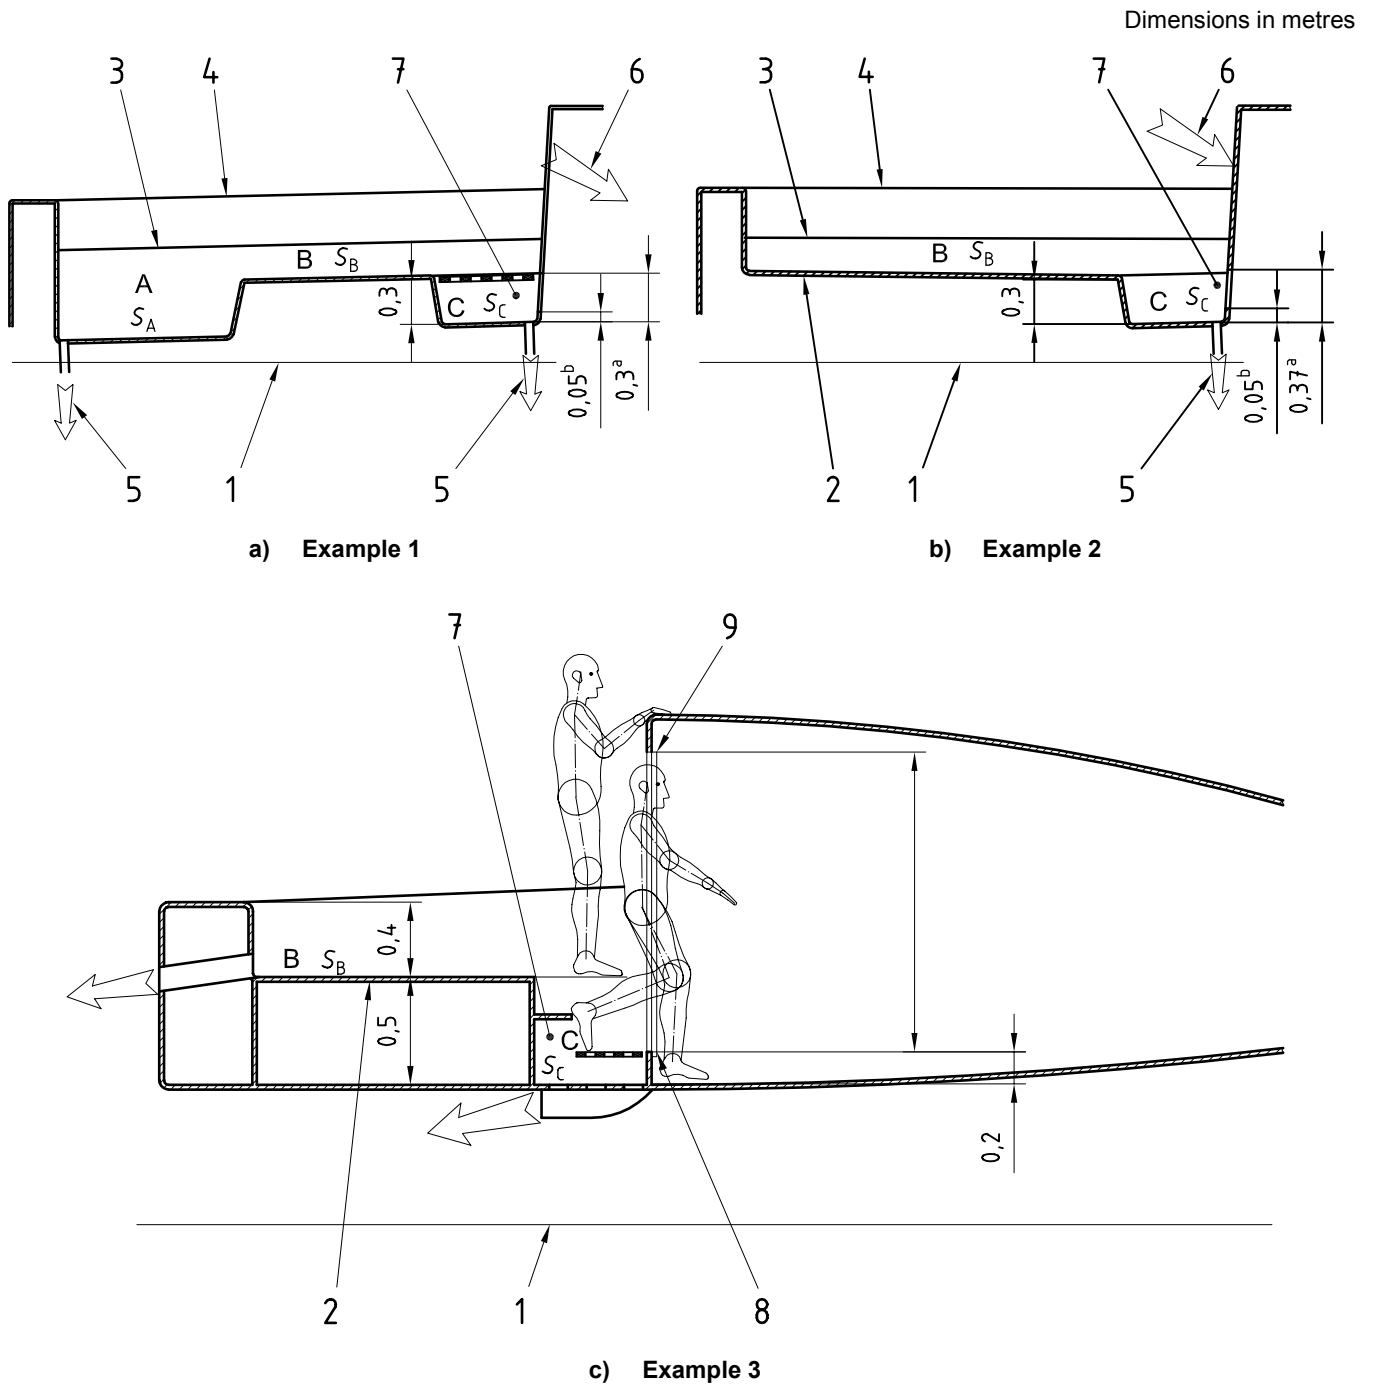 Dimensions in metres
3 4 7 6
3 4 7 6
A
S_A
B S_B
C S_C
0,3
0,05^b
0,3^a
5 1 5
B S_B
C S_C
0,3
0,05^b
0,37^a
2 1 5
a) Example 1
b) Example 2
7 9
0,4
B S_B
0,5
C
S_C
0,2
2 1 8
c) Example 3